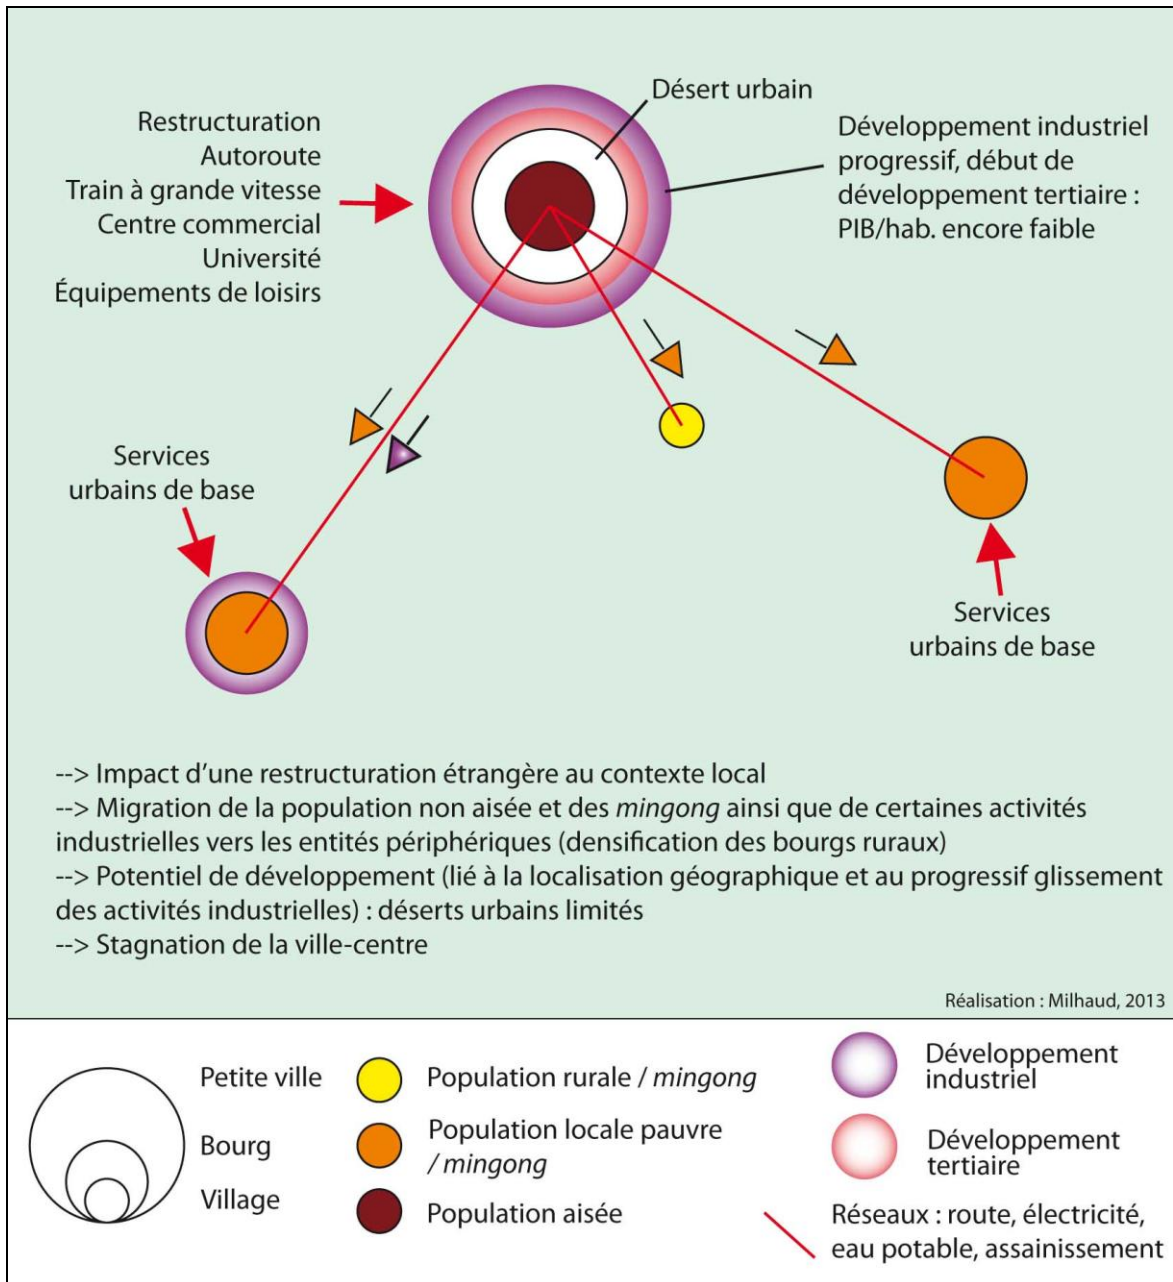 Désert urbain
Restructuration
Autoroute
Train à grande vitesse
Centre commercial
Université
Équipements de loisirs
Développement industriel
progressif, début de
développement tertiaire :
PIB/hab. encore faible
Services
urbains de base
Services
urbains de base
--> Impact d’une restructuration étrangère au contexte local
--> Migration de la population non aisée et des mingong ainsi que de certaines activités
industrielles vers les entités périphériques (densification des bourgs ruraux)
--> Potentiel de développement (lié à la localisation géographique et au progressif glissement
des activités industrielles) : déserts urbains limités
--> Stagnation de la ville-centre
Réalisation : Milhaud, 2013
Petite ville
Bourg
Village
Population rurale / mingong
Population locale pauvre
/ mingong
Population aisée
Développement
industriel
Développement
tertiaire
Réseaux : route, électricité,
eau potable, assainissement